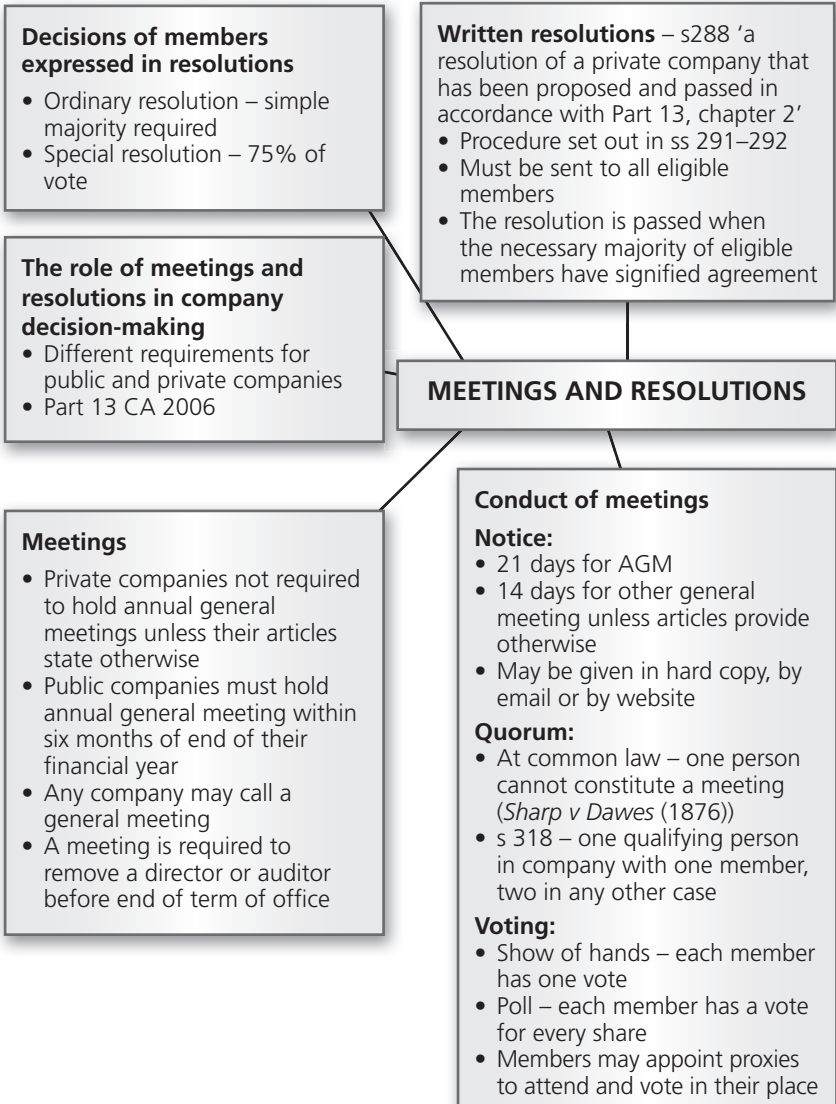 Decisions of members
expressed in resolutions
• Ordinary resolution – simple
majority required
• Special resolution – 75% of
vote
Written resolutions – s288 ‘a
resolution of a private company that
has been proposed and passed in
accordance with Part 13, chapter 2’
• Procedure set out in ss 291–292
• Must be sent to all eligible
members
• The resolution is passed when
the necessary majority of eligible
members have signified agreement
The role of meetings and
resolutions in company
decision-making
• Different requirements for
public and private companies
• Part 13 CA 2006
MEETINGS AND RESOLUTIONS
Meetings
• Private companies not required
to hold annual general
meetings unless their articles
state otherwise
• Public companies must hold
annual general meeting within
six months of end of their
financial year
• Any company may call a
general meeting
• A meeting is required to
remove a director or auditor
before end of term of office
Conduct of meetings
Notice:
• 21 days for AGM
• 14 days for other general
meeting unless articles provide
otherwise
• May be given in hard copy, by
email or by website
Quorum:
• At common law – one person
cannot constitute a meeting
(Sharp v Dawes (1876))
• s 318 – one qualifying person
in company with one member,
two in any other case
Voting:
• Show of hands – each member
has one vote
• Poll – each member has a vote
for every share
• Members may appoint proxies
to attend and vote in their place